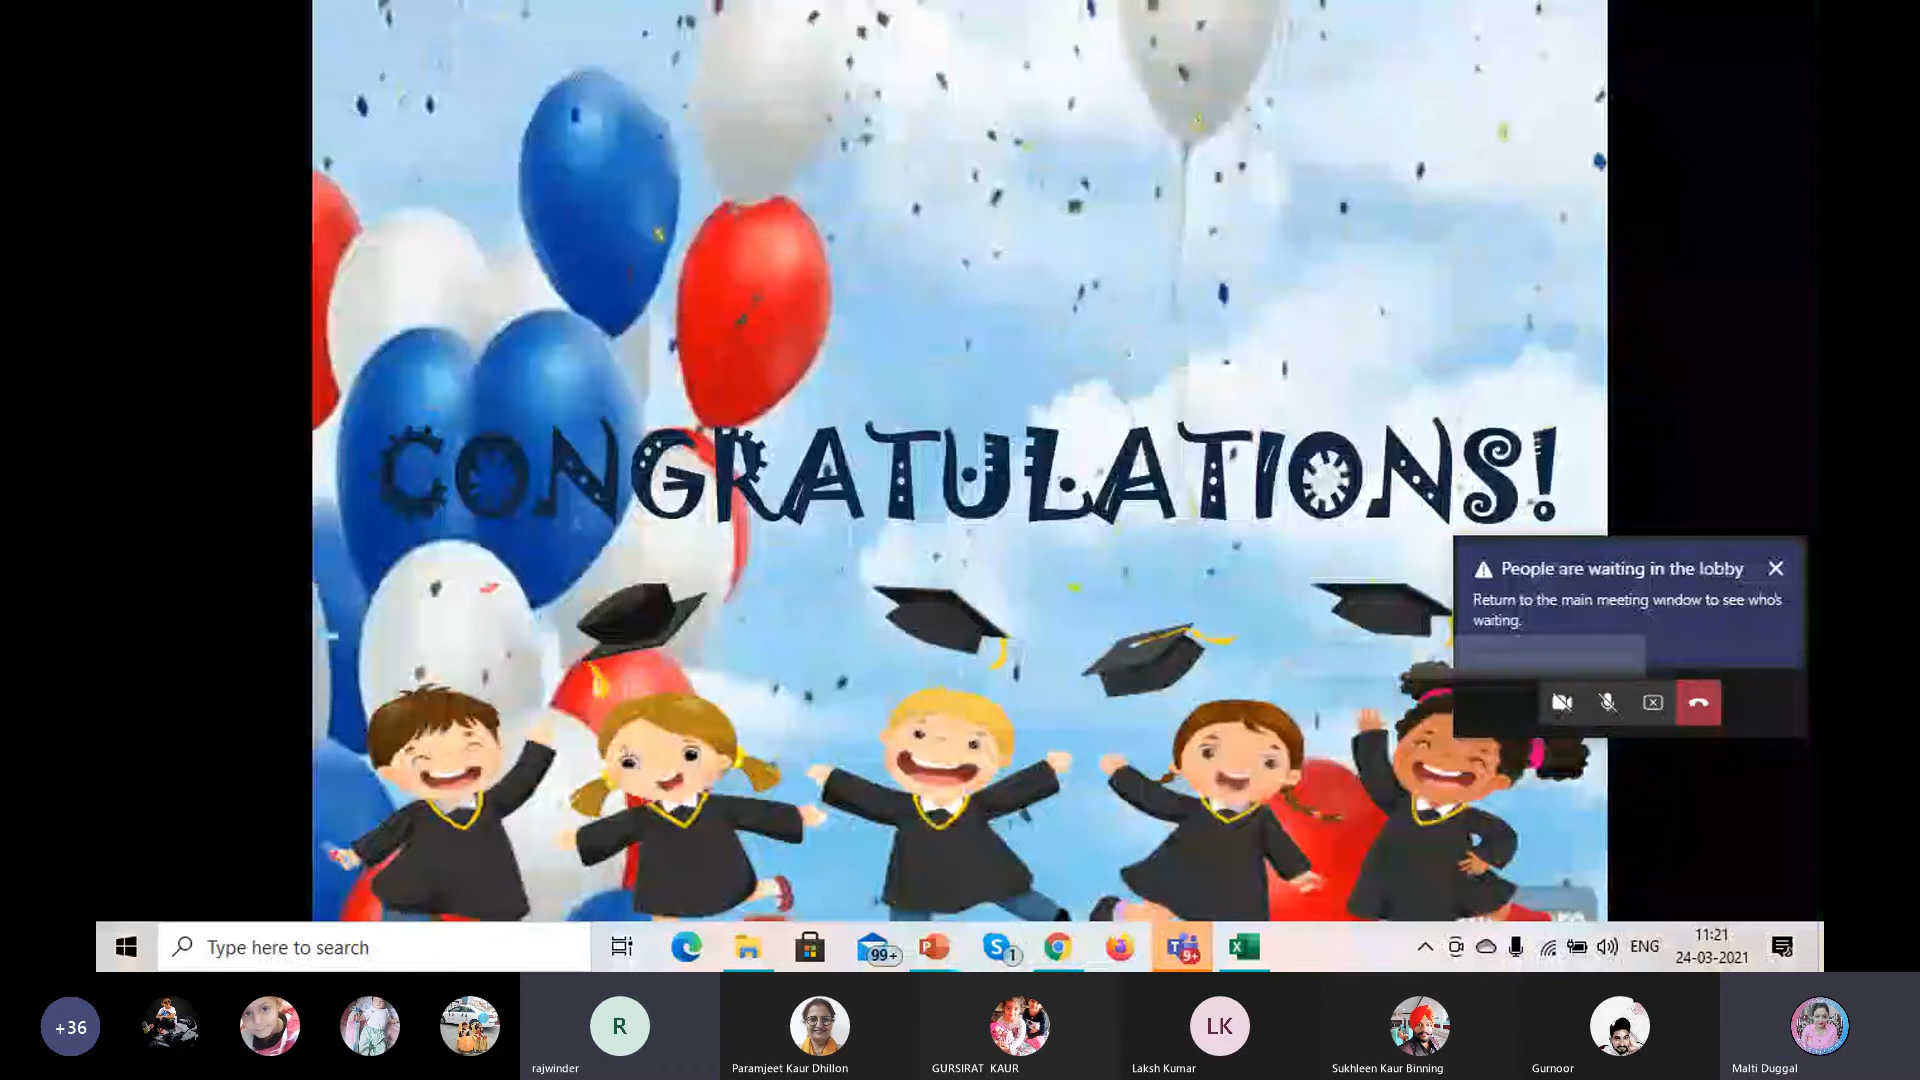 CONGRATULATIONS!
People are waiting in the lobby
Return to the main meeting window to see who's
waiting.
Type here to search
99+
1
9+
ENG
11:21
24-03-2021
+36
R
LK
rajwinder
Paramjeet Kaur Dhillon
GURSIRAT KAUR
Laksh Kumar
Sukhleen Kaur Binning
Gurnoor
Malti Duggal